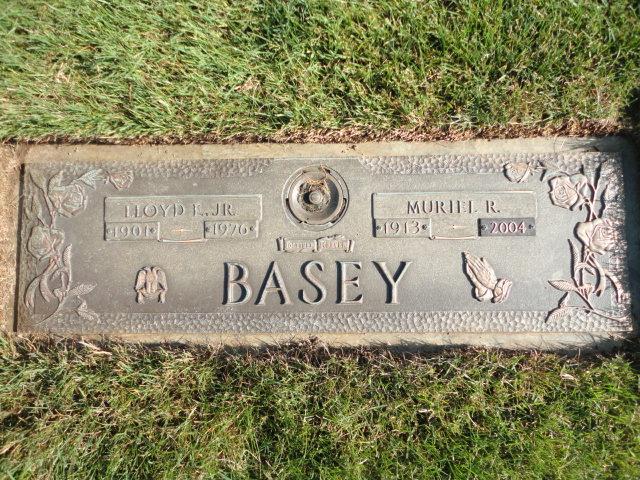 LLOYD E. JR.
1901 1976
MURIEL R.
1913 2004
BASEY